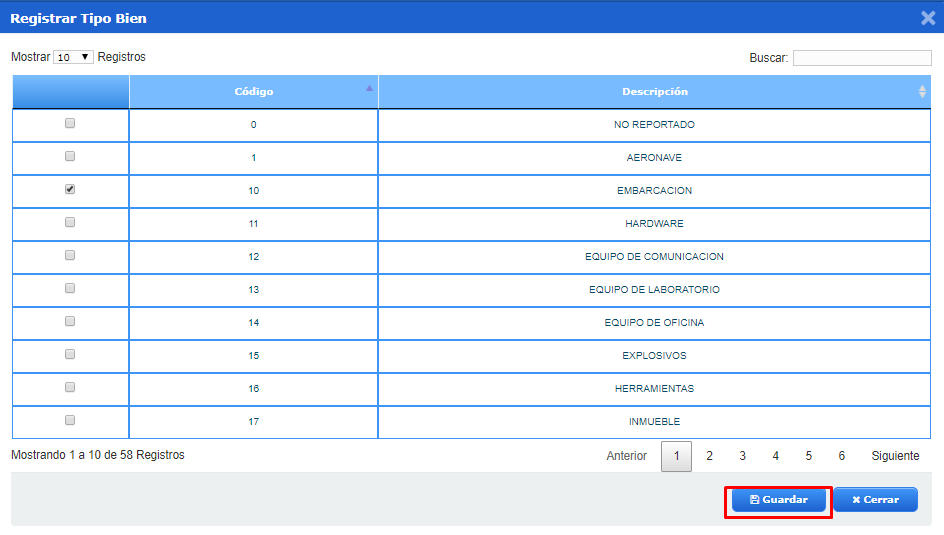 Registrar Tipo Bien
Mostrar 10 Registros
Buscar:
Código Descripción
0 NO REPORTADO
1 AERONAVE
10 EMBARCACION
11 HARDWARE
12 EQUIPO DE COMUNICACION
13 EQUIPO DE LABORATORIO
14 EQUIPO DE OFICINA
15 EXPLOSIVOS
16 HERRAMIENTAS
17 INMUEBLE
Mostrando 1 a 10 de 58 Registros
Anterior 1 2 3 4 5 6 Siguiente
Guardar Cerrar